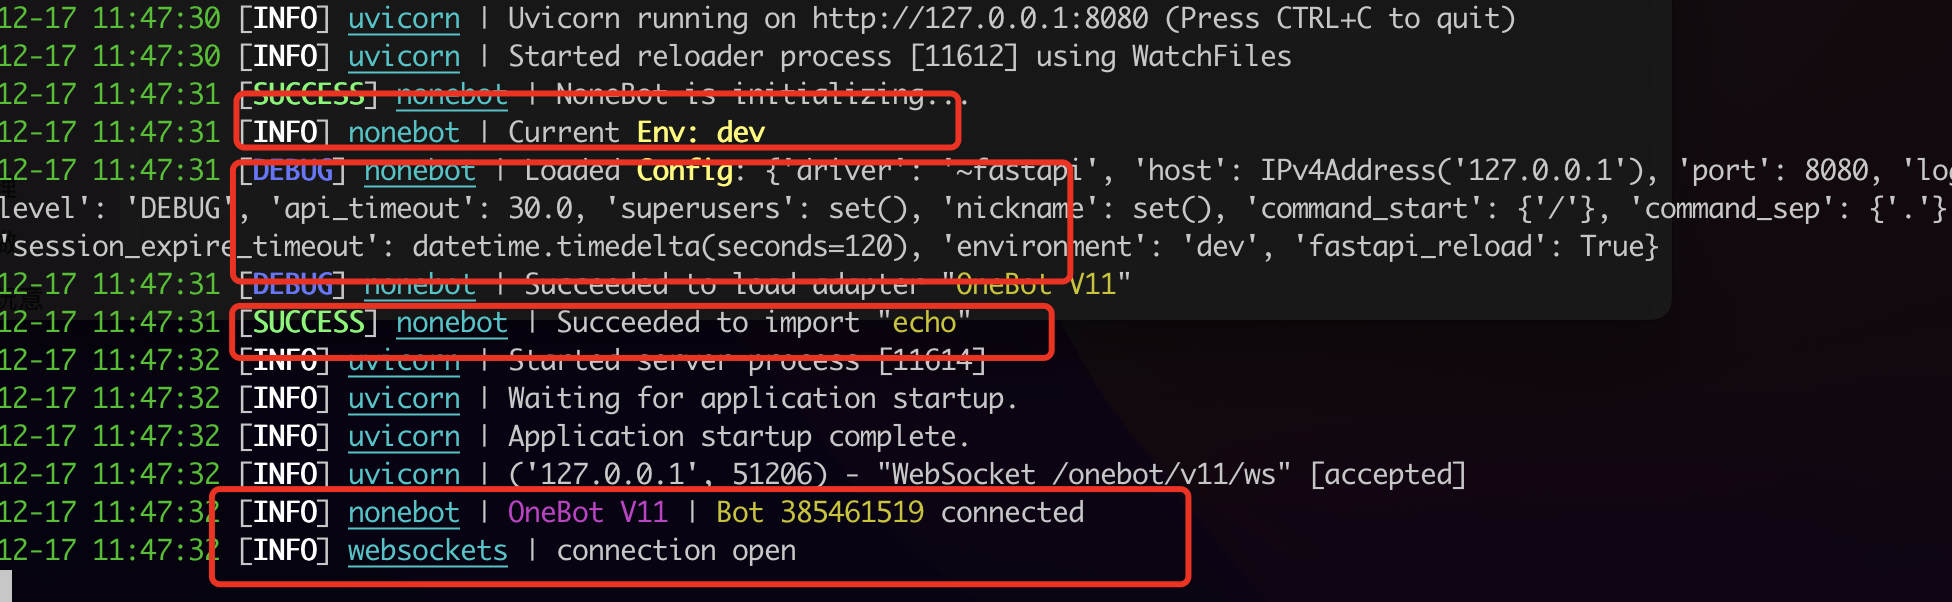 12-17 11:47:30 [INFO] uvicorn | Uvicorn running on http://127.0.0.1:8080 (Press CTRL+C to quit)
12-17 11:47:30 [INFO] uvicorn | Started reloader process [11612] using WatchFiles
12-17 11:47:31 [SUCCESS] nonebot | NoneBot is initializing...
12-17 11:47:31 [INFO] nonebot | Current Env: dev
12-17 11:47:31 [DEBUG] nonebot | Loaded Config: {'driver': '~fastapi', 'host': IPv4Address('127.0.0.1'), 'port': 8080, 'log
level': 'DEBUG', 'api_timeout': 30.0, 'superusers': set(), 'nickname': set(), 'command_start': {'/'}, 'command_sep': {'.'}
'session_expire_timeout': datetime.timedelta(seconds=120), 'environment': 'dev', 'fastapi_reload': True}
12-17 11:47:31 [DEBUG] nonebot | Succeeded to load adapter "OneBot V11"
12-17 11:47:31 [SUCCESS] nonebot | Succeeded to import "echo"
12-17 11:47:32 [INFO] uvicorn | Started server process [11614]
12-17 11:47:32 [INFO] uvicorn | Waiting for application startup.
12-17 11:47:32 [INFO] uvicorn | Application startup complete.
12-17 11:47:32 [INFO] uvicorn | ('127.0.0.1', 51206) - "WebSocket /onebot/v11/ws" [accepted]
12-17 11:47:32 [INFO] nonebot | OneBot V11 | Bot 385461519 connected
12-17 11:47:32 [INFO] websockets | connection open